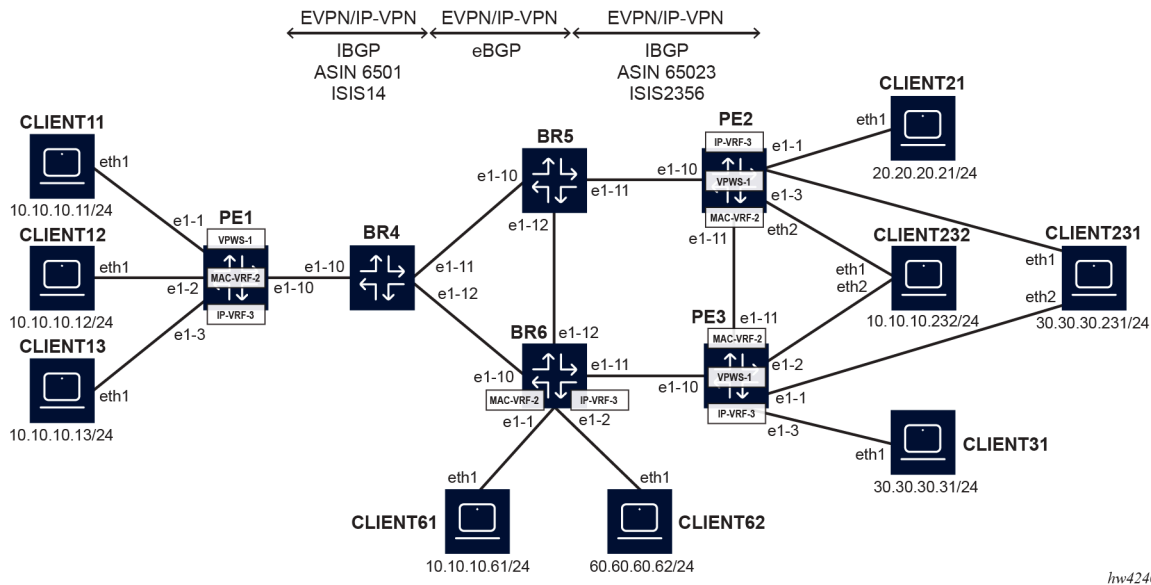 EVPN/IP-VPN
EVPN/IP-VPN
EVPN/IP-VPN
IBGP
ASIN 6501
ISIS14
eBGP
IBGP
ASIN 65023
ISIS2356
CLIENT11
eth1
10.10.10.11/24
CLIENT12
eth1
10.10.10.12/24
CLIENT13
eth1
10.10.10.13/24
e1-1
e1-2
e1-3
PE1
VPWS-1
MAC-VRF-2
IP-VRF-3
e1-10
BR4
e1-10
e1-11
e1-12
BR5
e1-10
e1-11
e1-12
BR6
e1-12
e1-11
e1-10
MAC-VRF-2
IP-VRF-3
e1-1
e1-2
eth1
CLIENT61
10.10.10.61/24
eth1
CLIENT62
60.60.60.62/24
PE2
IP-VRF-3
VPWS-1
MAC-VRF-2
e1-10
e1-1
e1-3
e1-11
eth2
PE3
e1-11
MAC-VRF-2
VPWS-1
IP-VRF-3
e1-10
e1-2
e1-1
e1-3
CLIENT21
eth1
20.20.20.21/24
CLIENT232
eth1
eth2
10.10.10.232/24
CLIENT231
eth1
eth2
30.30.30.231/24
CLIENT31
eth1
30.30.30.31/24